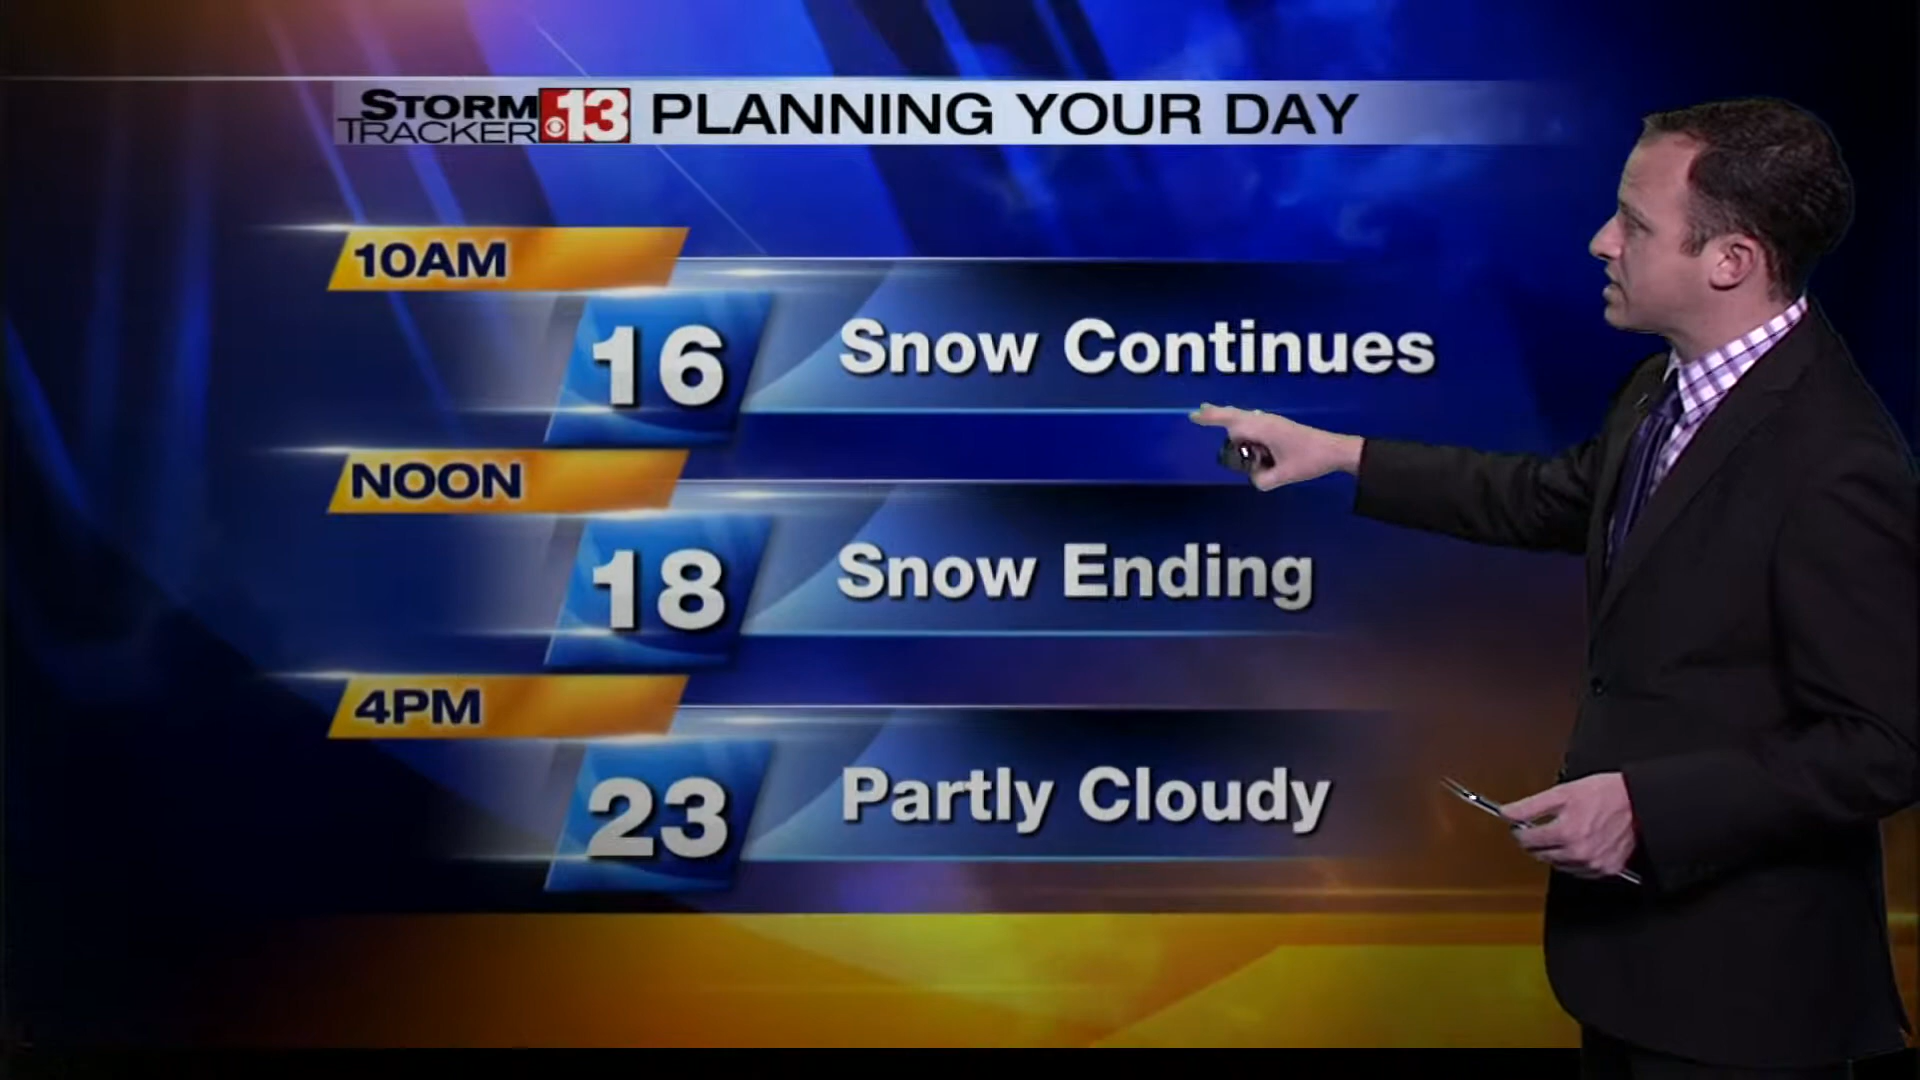 STORM TRACKER 13 PLANNING YOUR DAY
10AM
16 Snow Continues
NOON
18 Snow Ending
4PM
23 Partly Cloudy